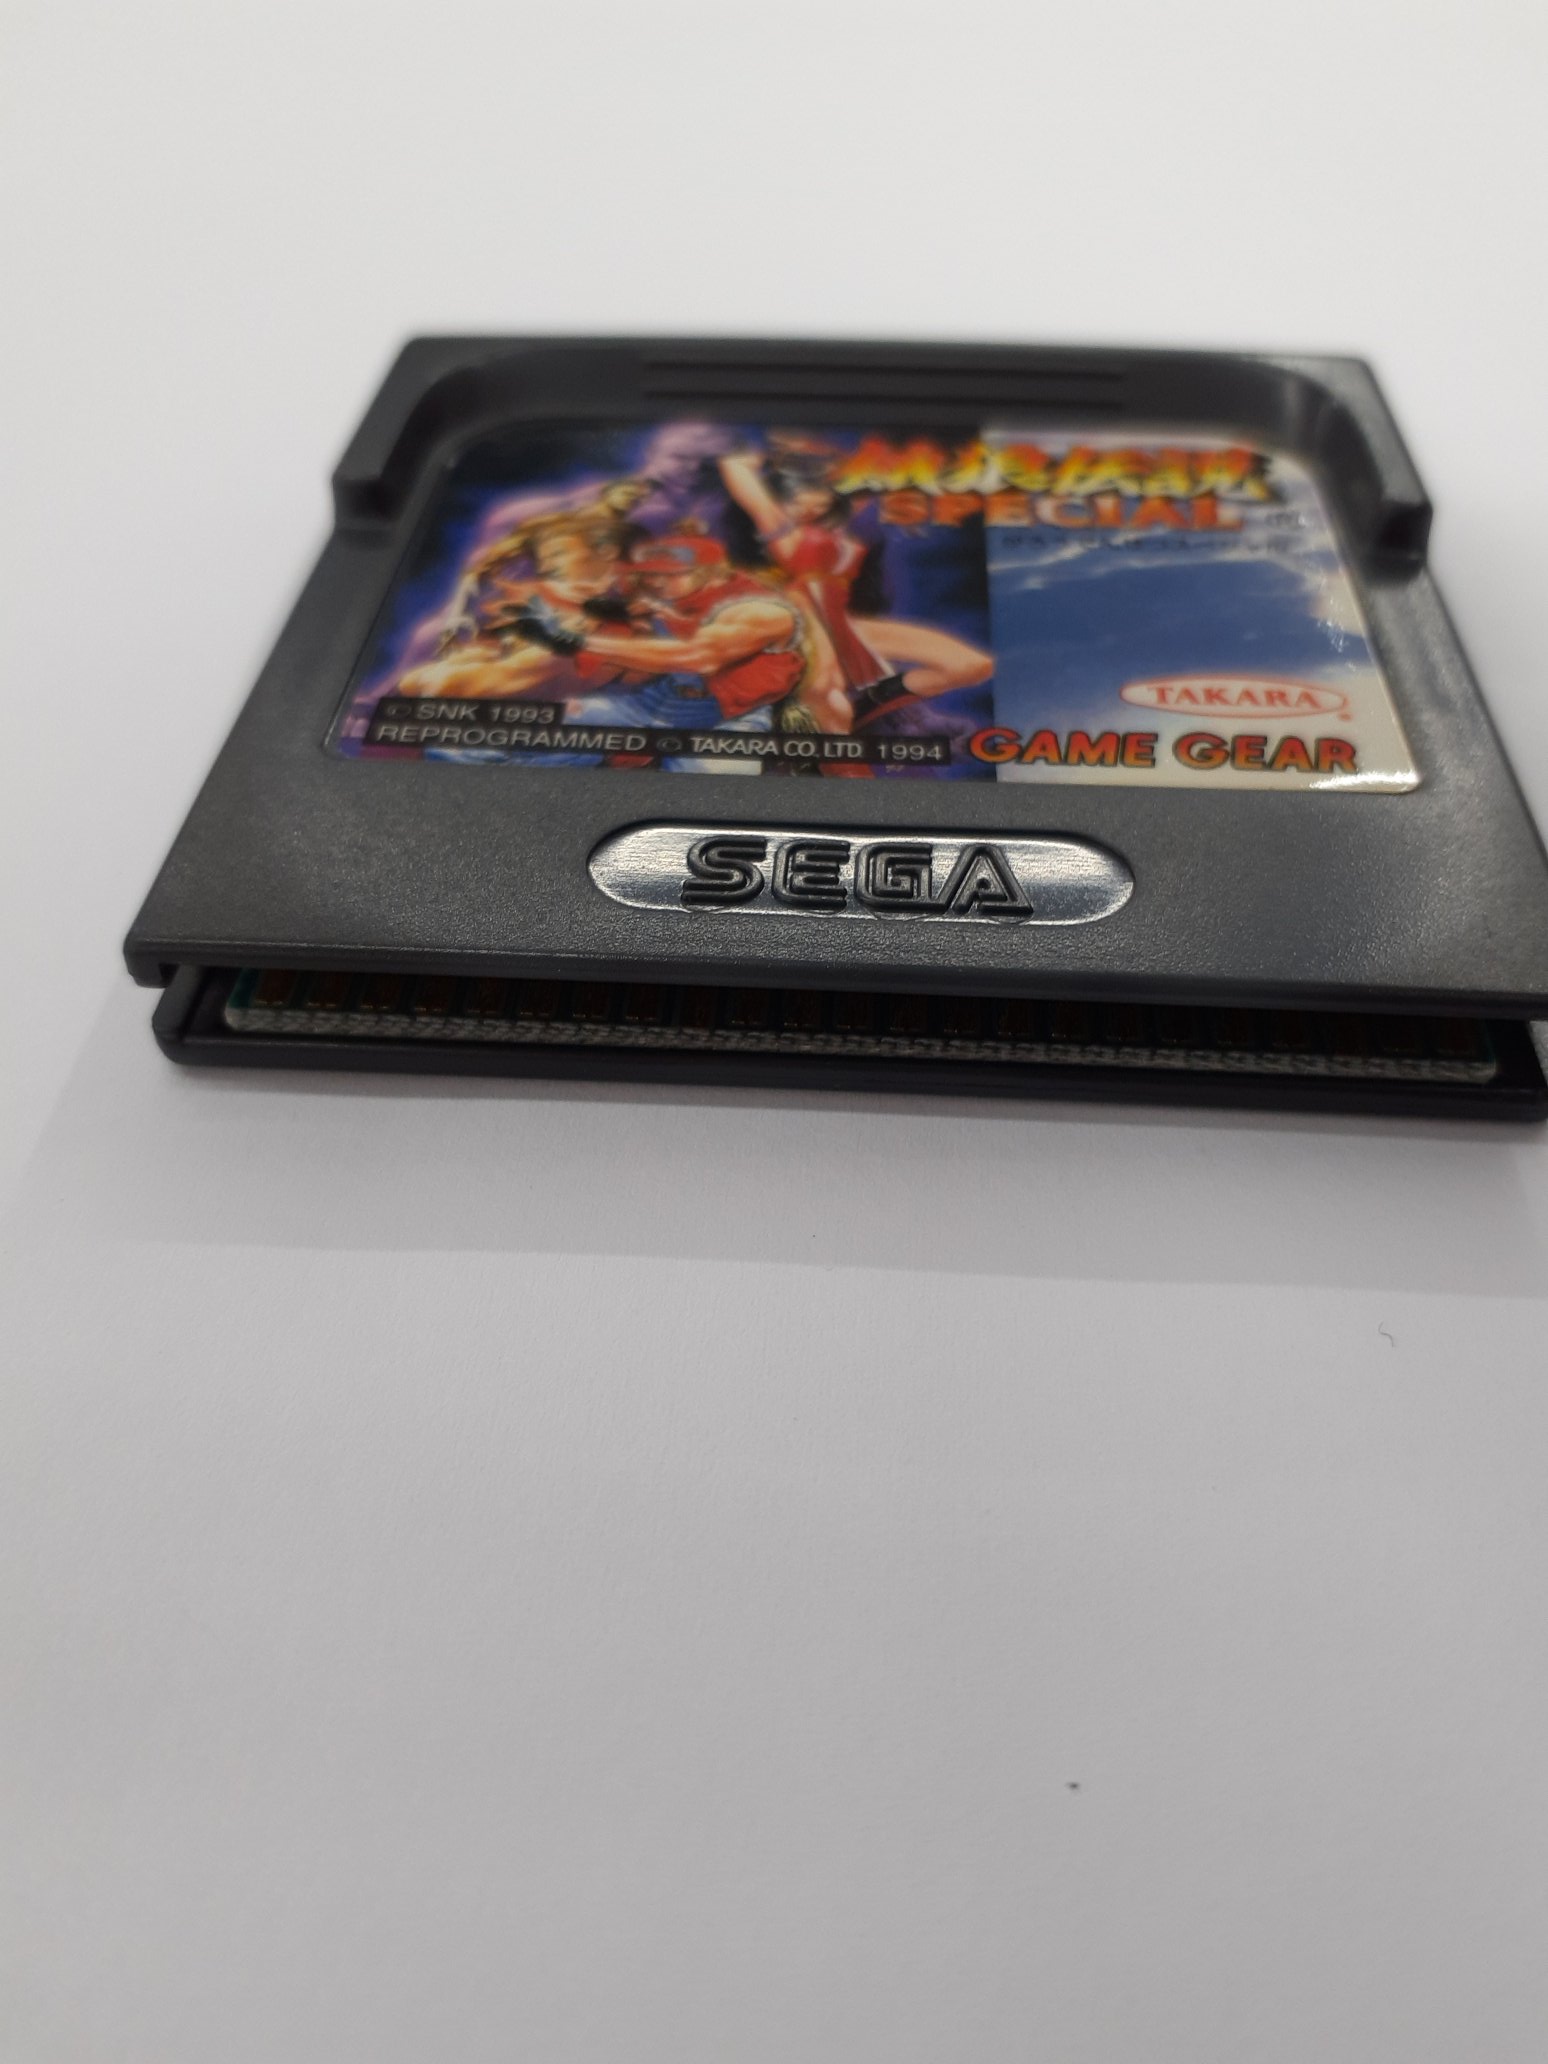 SPECIAL
TAKARA
© SNK 1993
REPROGRAMMED © TAKARA CO., LTD. 1994
GAME GEAR
SEGA